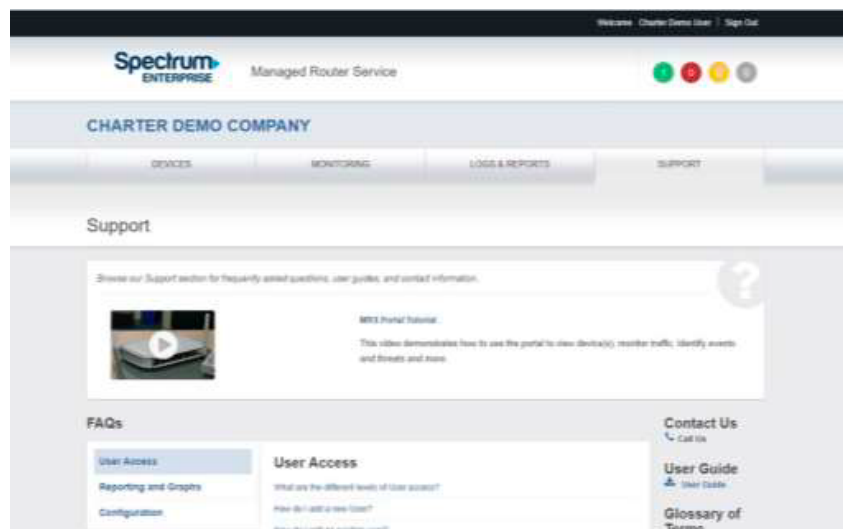 Welcome Charter Demo User | Sign Out
Spectrum
ENTERPRISE
Managed Router Service
CHARTER DEMO COMPANY
DEVICES
MONITORING
LOGS & REPORTS
SUPPORT
Support
Browse our Support section for frequently asked questions, user guides, and contact information.
MRS Portal Tutorial
This video demonstrates how to use the portal to view device(s), monitor traffic, identify events
and threats and more.
FAQs
User Access
Reporting and Graphs
Configuration
User Access
What are the different levels of User access?
How do I add a new User?
Contact Us
Call Us
User Guide
User Guide
Glossary of
Terms